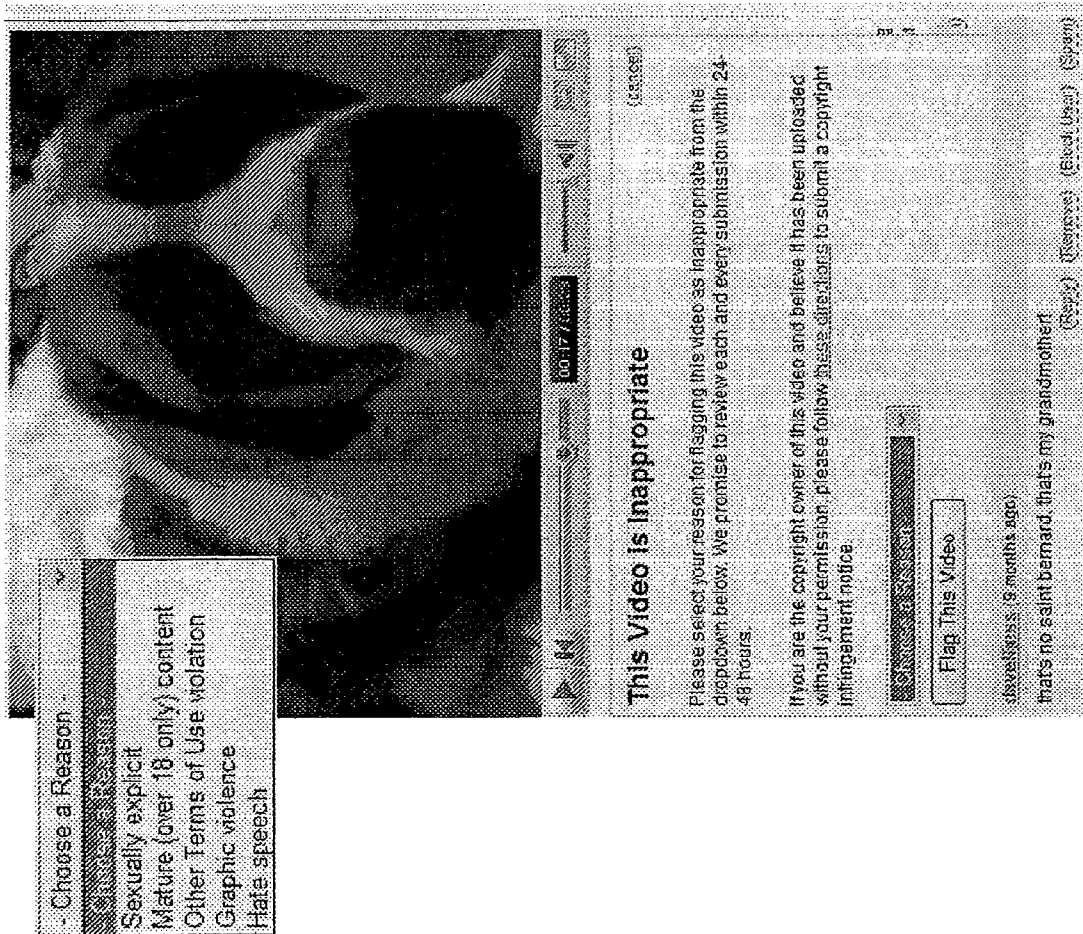 - Choose a Reason -
Sexually explicit
Mature (over 18 only) content
Other Terms of Use violation
Graphic violence
Hate speech
This Video is Inappropriate
(cancel)
Please select your reason for flagging this video as inappropriate from the
dropdown below. We promise to review each and every submission within 24-
48 hours.
If you are the copyright owner of this video and believe it has been uploaded
without your permission, please follow these directions to submit a copyright
infringement notice.
- Choose a Reason -
Flag This Video
(9 months ago)
that's no saint bernard, that's my grandmother!
(Reply) (Remove) (Block User) (Spam)